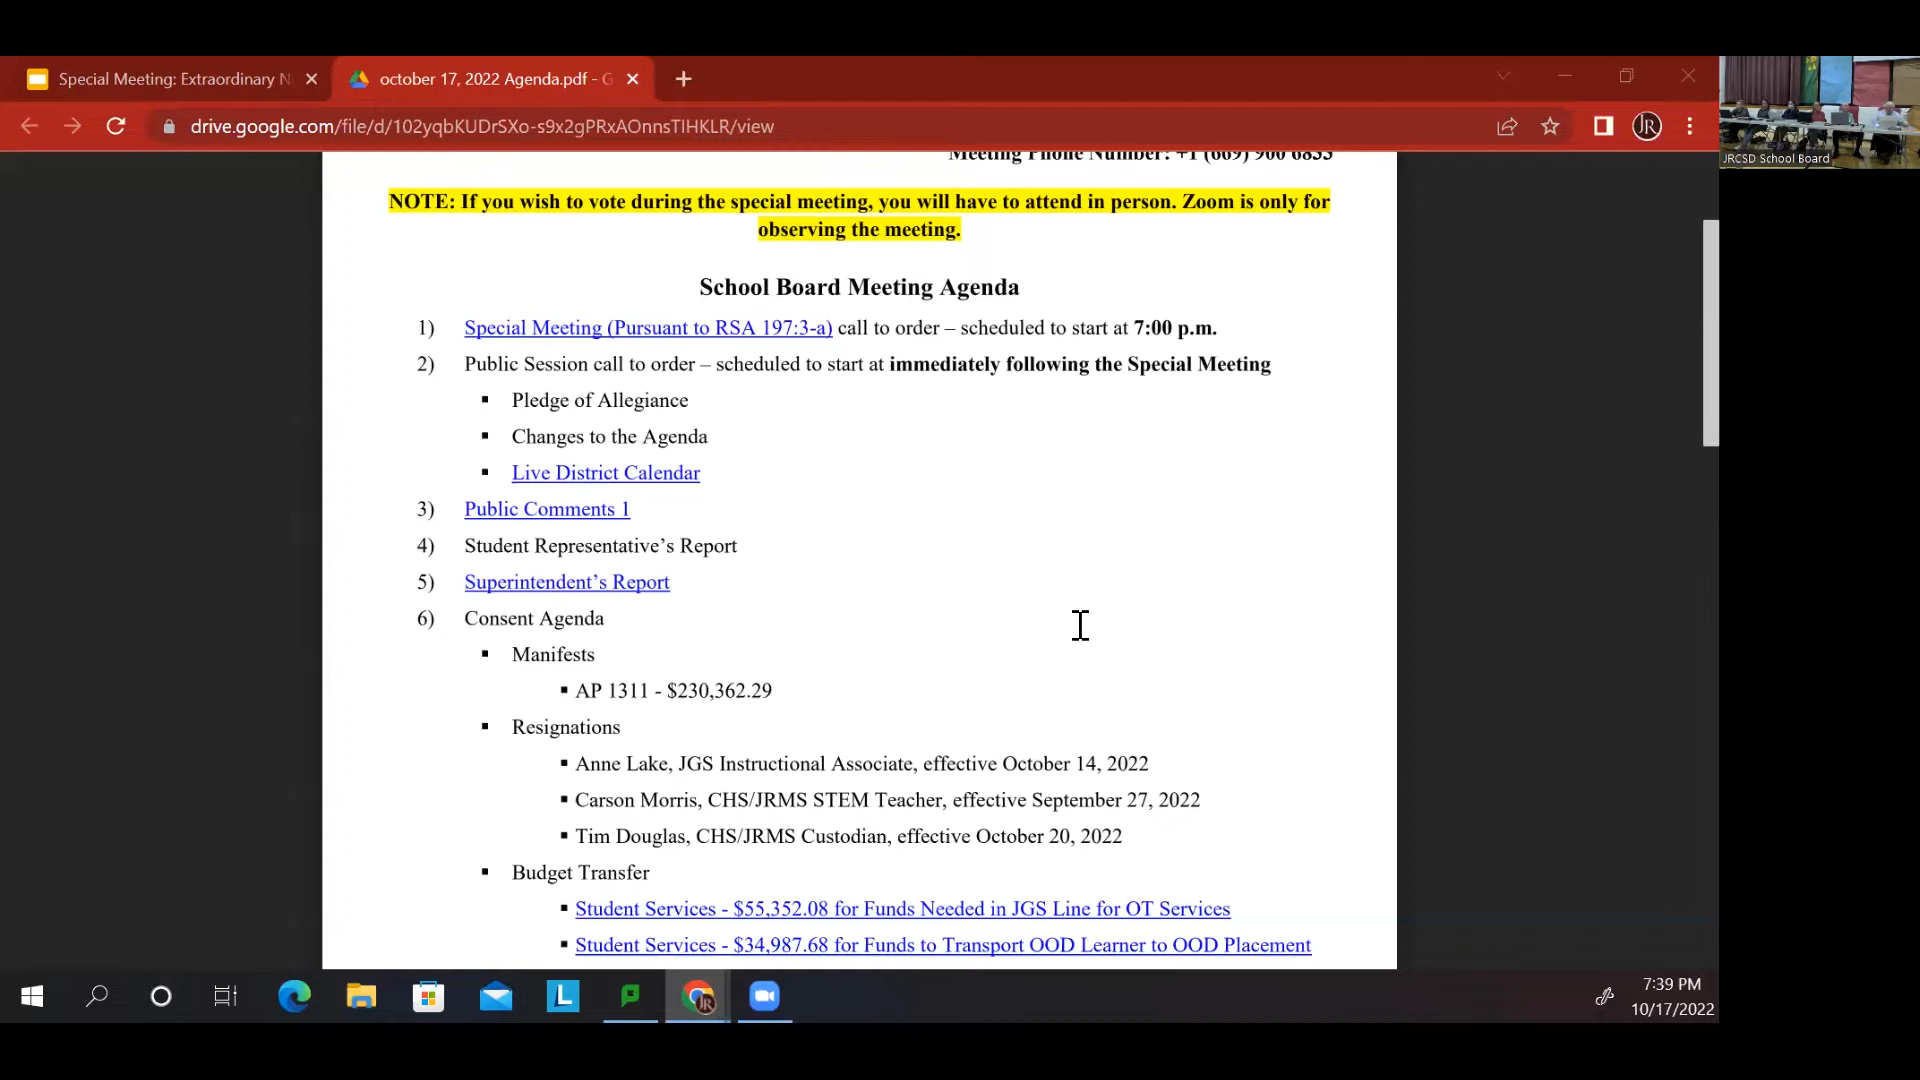 Special Meeting: Extraordinary N
october 17, 2022 Agenda.pdf - G
drive.google.com/file/d/102yqbKUDrSXo-s9x2gPRxAOnnsTIHKLR/view
JR
JRCSD School Board
Meeting Phone Number: +1 (669) 900 6833
NOTE: If you wish to vote during the special meeting, you will have to attend in person. Zoom is only for
observing the meeting.
School Board Meeting Agenda
1) Special Meeting (Pursuant to RSA 197:3-a) call to order – scheduled to start at 7:00 p.m.
2) Public Session call to order – scheduled to start at immediately following the Special Meeting
▪ Pledge of Allegiance
▪ Changes to the Agenda
▪ Live District Calendar
3) Public Comments 1
4) Student Representative’s Report
5) Superintendent’s Report
6) Consent Agenda
▪ Manifests
▪ AP 1311 - $230,362.29
▪ Resignations
▪ Anne Lake, JGS Instructional Associate, effective October 14, 2022
▪ Carson Morris, CHS/JRMS STEM Teacher, effective September 27, 2022
▪ Tim Douglas, CHS/JRMS Custodian, effective October 20, 2022
▪ Budget Transfer
▪ Student Services - $55,352.08 for Funds Needed in JGS Line for OT Services
▪ Student Services - $34,987.68 for Funds to Transport OOD Learner to OOD Placement
L
JR
7:39 PM
10/17/2022